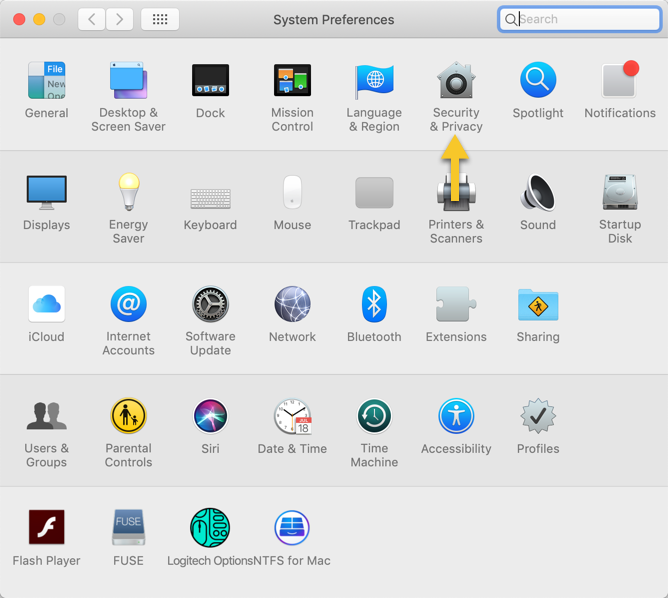 System Preferences
Search
File
New
Ope
General
Desktop &
Screen Saver
Dock
Mission
Control
Language
& Region
Security
& Privacy
Spotlight
Notifications
Displays
Energy
Saver
Keyboard
Mouse
Trackpad
Printers &
Scanners
Sound
Startup
Disk
iCloud
@
Internet
Accounts
Software
Update
Network
Bluetooth
Extensions
Sharing
Users &
Groups
Parental
Controls
Siri
JUL
18
Date & Time
Time
Machine
Accessibility
Profiles
Flash Player
FUSE
FUSE
Logitech Options
NTFS for Mac